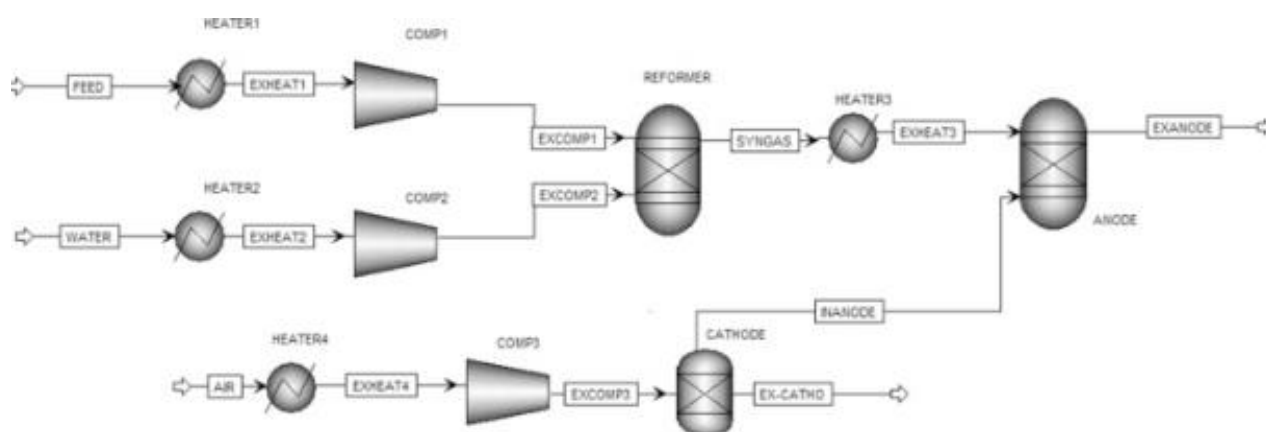 HEATER1
COMP1
FEED
EXHEAT1
REFORMER
HEATER3
EXCOMP1
SYNGAS
EXHEAT3
EXANODE
HEATER2
COMP2
EXCOMP2
WATER
EXHEAT2
ANODE
INANODE
CATHODE
HEATER4
COMP3
AIR
EXHEAT4
EXCOMP3
EX-CATHO